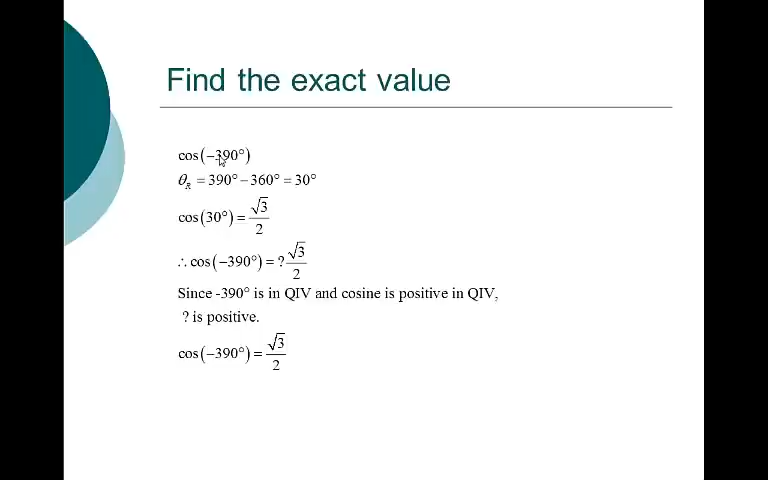 Find the exact value
cos(−390°)
θ_R = 390° − 360° = 30°
cos(30°) = √3/2
∴ cos(−390°) = ? √3/2
Since -390° is in QIV and cosine is positive in QIV,
? is positive.
cos(−390°) = √3/2